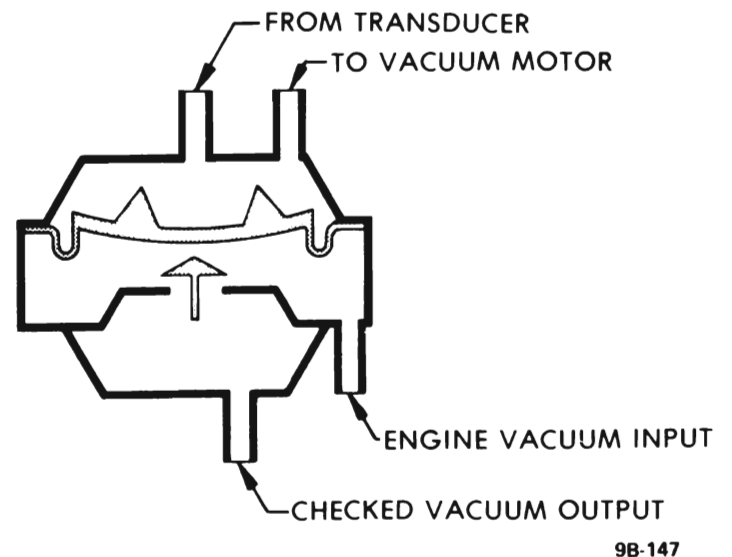 FROM TRANSDUCER
TO VACUUM MOTOR
ENGINE VACUUM INPUT
CHECKED VACUUM OUTPUT
9B-147